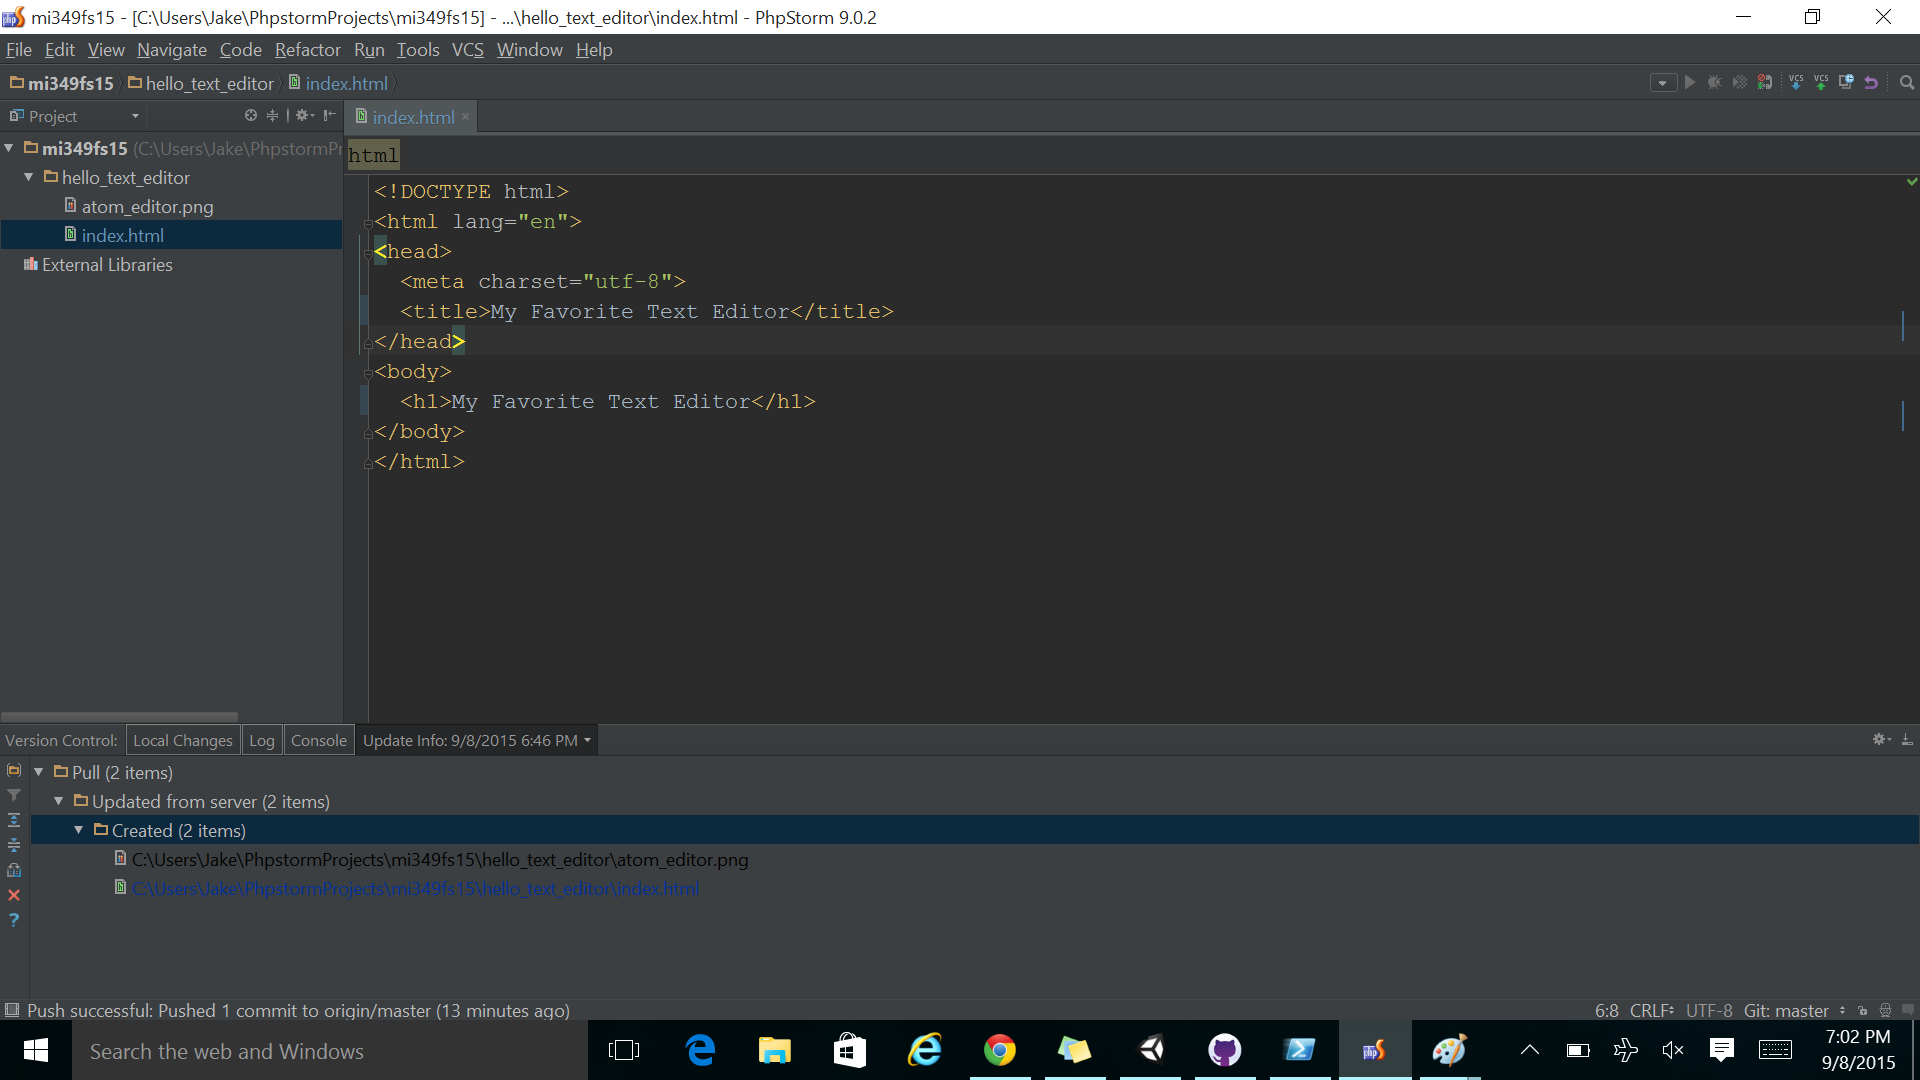 mi349fs15 - [C:\Users\Jake\PhpstormProjects\mi349fs15] - ...\hello_text_editor\index.html - PhpStorm 9.0.2
File Edit View Navigate Code Refactor Run Tools VCS Window Help
mi349fs15 hello_text_editor index.html
VCS VCS
Project
index.html
mi349fs15 (C:\Users\Jake\PhpstormPr
html
hello_text_editor
atom_editor.png
index.html
External Libraries
<!DOCTYPE html>
<html lang="en">
<head>
<meta charset="utf-8">
<title>My Favorite Text Editor</title>
</head>
<body>
<h1>My Favorite Text Editor</h1>
</body>
</html>
Version Control: Local Changes Log Console Update Info: 9/8/2015 6:46 PM
Pull (2 items)
Updated from server (2 items)
Created (2 items)
C:\Users\Jake\PhpstormProjects\mi349fs15\hello_text_editor\atom_editor.png
C:\Users\Jake\PhpstormProjects\mi349fs15\hello_text_editor\index.html
Push successful: Pushed 1 commit to origin/master (13 minutes ago)
6:8 CRLF UTF-8 Git: master
Search the web and Windows
7:02 PM
9/8/2015